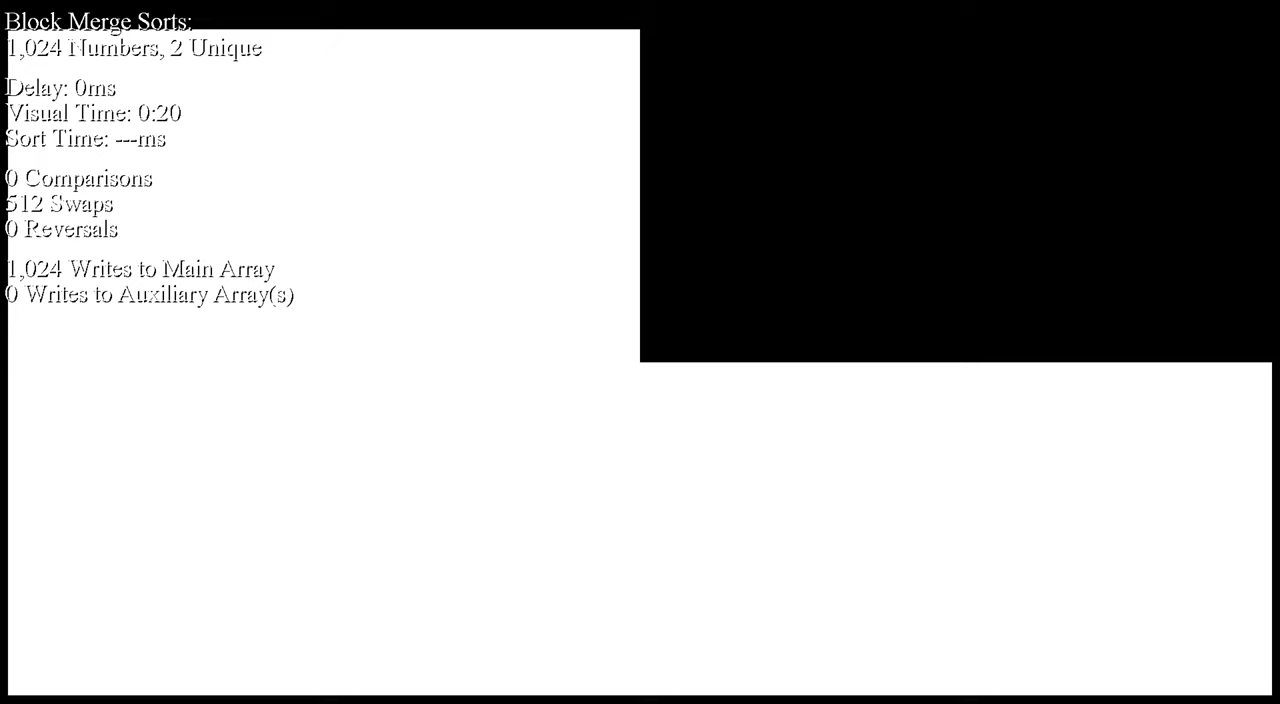 Block Merge Sorts:
1,024 Numbers, 2 Unique
Delay: 0ms
Visual Time: 0:20
Sort Time: ---ms
0 Comparisons
512 Swaps
0 Reversals
1,024 Writes to Main Array
0 Writes to Auxiliary Array(s)